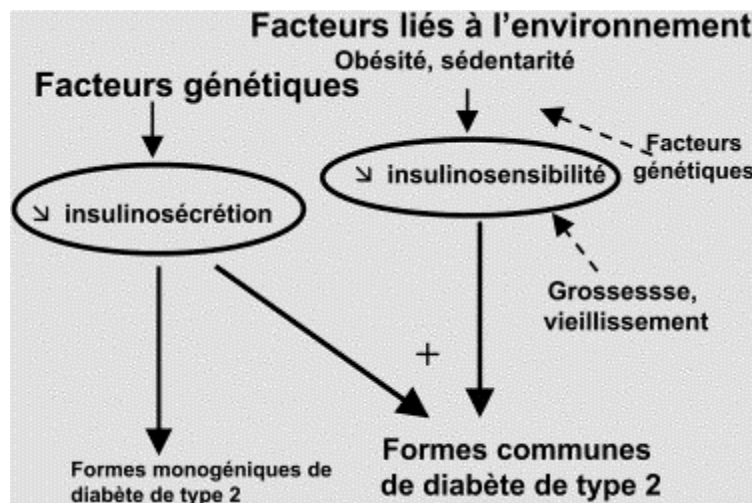 Facteurs liés à l'environnement
Obésité, sédentarité
Facteurs génétiques
Facteurs
génétiques
↘ insulinosensibilité
↘ insulinosécrétion
Grossessse,
vieillissement
+
Formes communes
de diabète de type 2
Formes monogéniques de
diabète de type 2